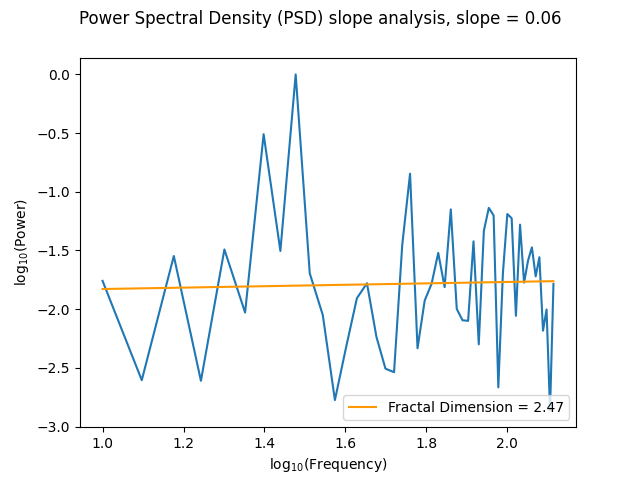 Power Spectral Density (PSD) slope analysis, slope = 0.06
0.0
−0.5
−1.0
−1.5
−2.0
−2.5
−3.0
log10(Power)
Fractal Dimension = 2.47
1.0 1.2 1.4 1.6 1.8 2.0
log10(Frequency)